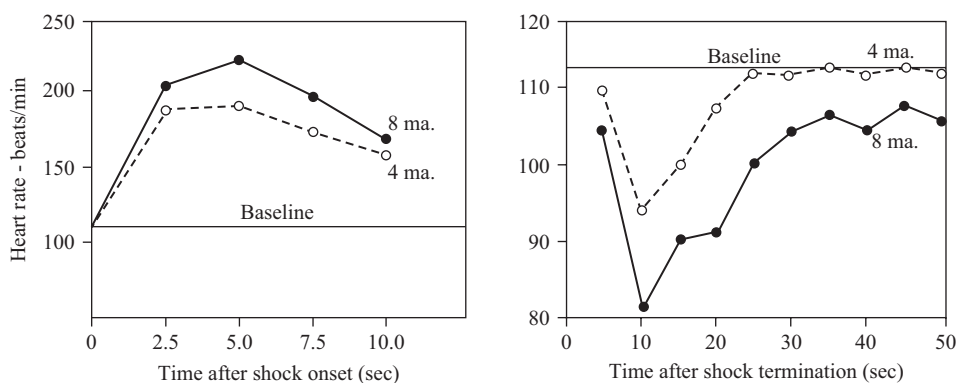 250
200
150
100
Heart rate - beats/min
Baseline
8 ma.
4 ma.
0
2.5
5.0
7.5
10.0
Time after shock onset (sec)
120
110
100
90
80
Baseline
4 ma.
8 ma.
0
10
20
30
40
50
Time after shock termination (sec)